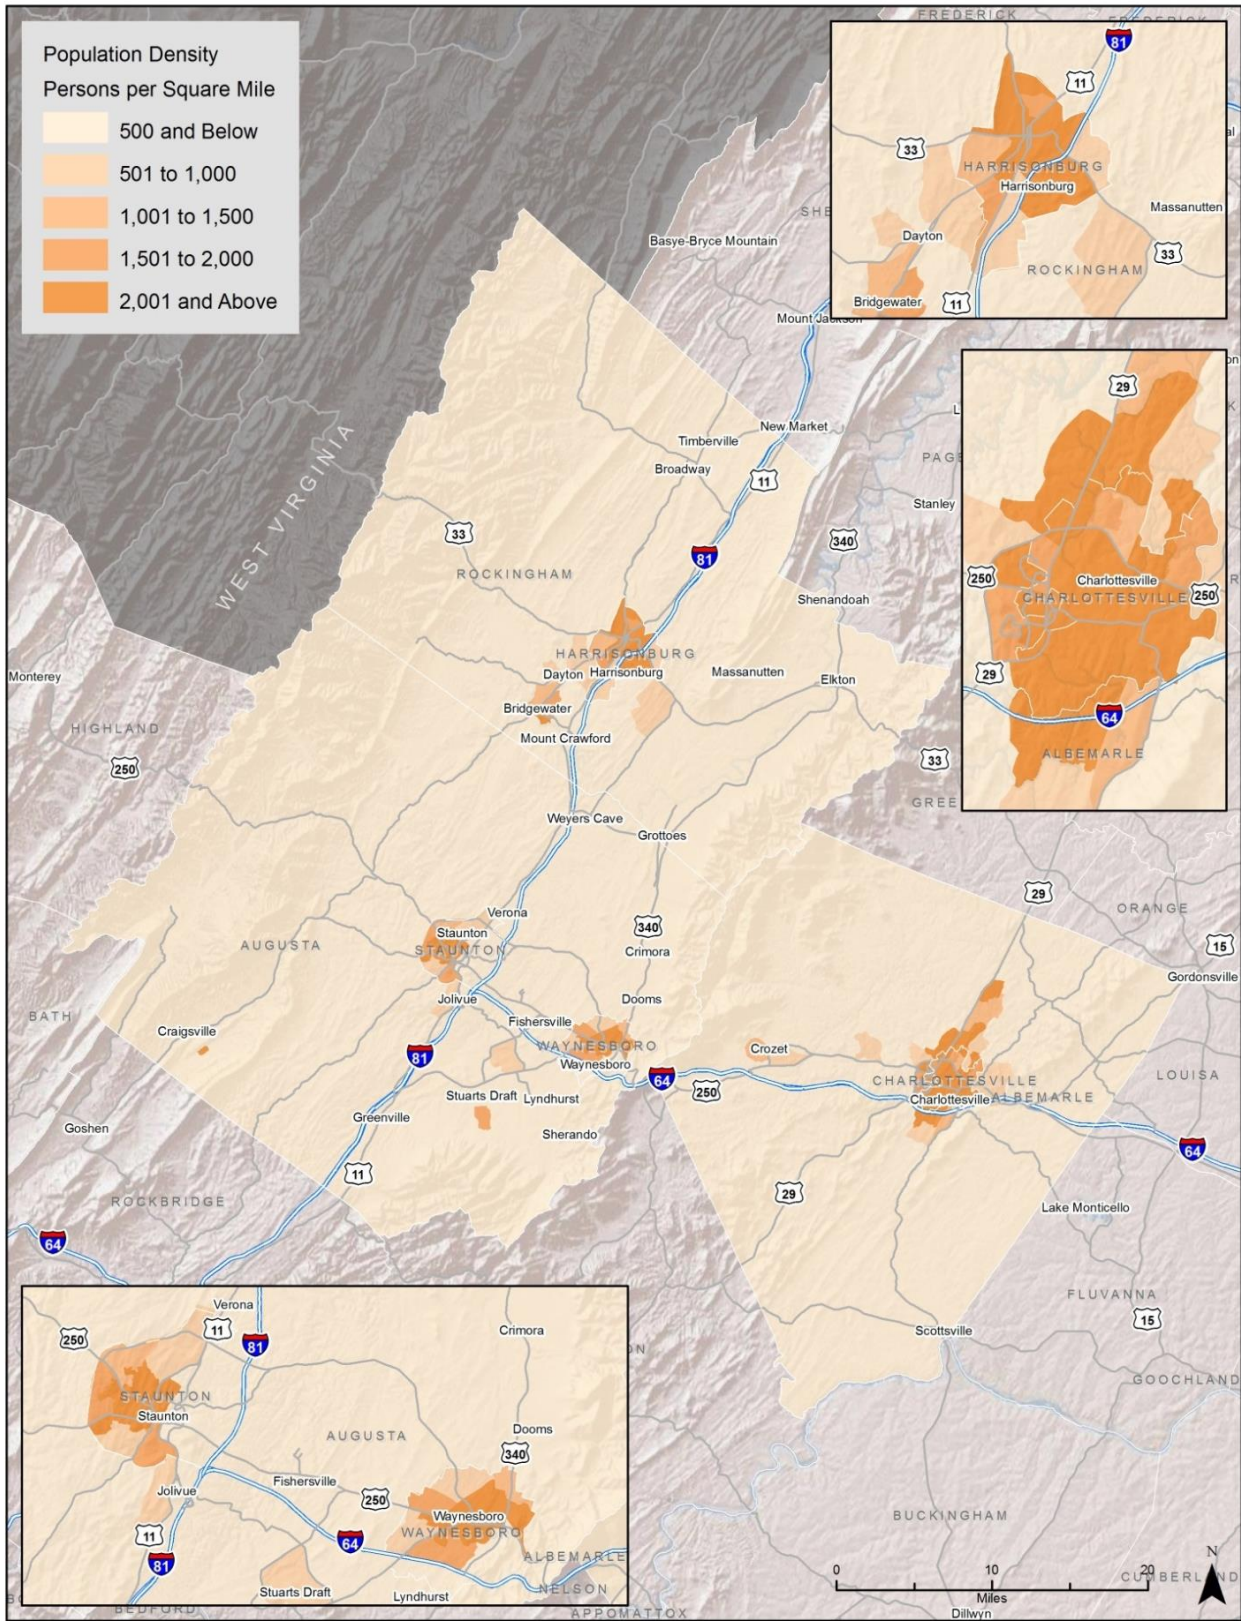 Population Density
Persons per Square Mile
500 and Below
501 to 1,000
1,001 to 1,500
1,501 to 2,000
2,001 and Above
FREDERICK
FREDERICK
81
11
33
HARRISONBURG
Harrisonburg
Massanutten
Dayton
33
ROCKINGHAM
Bridgewater
11
Basye-Bryce Mountain
Mount Jackson
29
New Market
Timberville
Broadway
11
Stanley
WEST VIRGINIA
33
340
81
ROCKINGHAM
250
Charlottesville
CHARLOTTESVILLE
250
Shenandoah
HARRISONBURG
Harrisonburg
Dayton
Massanutten
Elkton
29
Monterey
Bridgewater
64
HIGHLAND
Mount Crawford
ALBEMARLE
250
33
Weyers Cave
Grottoes
29
ORANGE
Verona
340
Staunton
STAUNTON
AUGUSTA
Crimora
15
Gordonsville
Jolivue
Dooms
BATH
Fishersville
Craigsville
WAYNESBORO
Crozet
81
Waynesboro
64
250
CHARLOTTESVILLE
LOUISA
Stuarts Draft
Lyndhurst
Charlottesville
ALBEMARLE
Greenville
Goshen
Sherando
64
11
29
ROCKBRIDGE
Lake Monticello
64
FLUVANNA
Verona
11
Crimora
15
250
81
Scottsville
GOOCHLAND
STAUNTON
Staunton
AUGUSTA
Dooms
340
Fishersville
Jolivue
250
Waynesboro
BUCKINGHAM
11
WAYNESBORO
64
81
ALBEMARLE
N
0
10
20
Miles
CUMBERLAND
Stuarts Draft
Lyndhurst
NELSON
BEDFORD
APPOMATTOX
Dillwyn